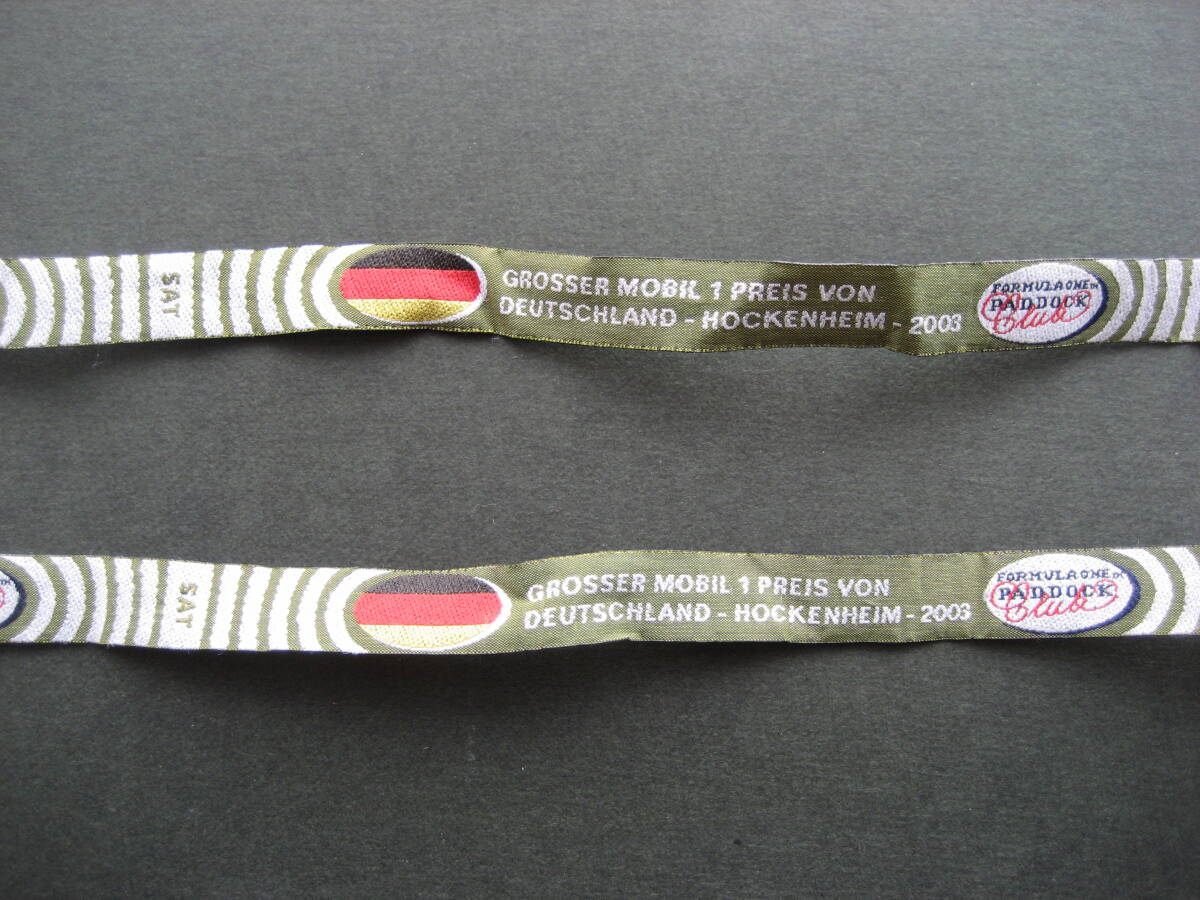 SAT
GROSSER MOBIL 1 PREIS VON
DEUTSCHLAND - HOCKENHEIM - 2003
FORMULA ONE
PADDOCK
Club
SAT
GROSSER MOBIL 1 PREIS VON
DEUTSCHLAND - HOCKENHEIM - 2003
FORMULA ONE
PADDOCK
Club